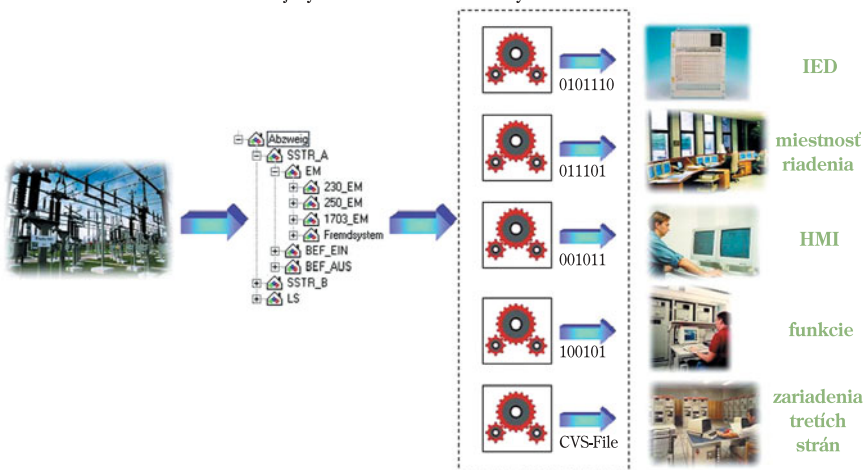 0101110
IED
011101
miestnosť
riadenia
Abzweig
SSTR_A
EM
230_EM
250_EM
1703_EM
Fremdsystem
BEF_EIN
BEF_AUS
SSTR_B
LS
001011
HMI
100101
funkcie
CVS-File
zariadenia
tretích
strán